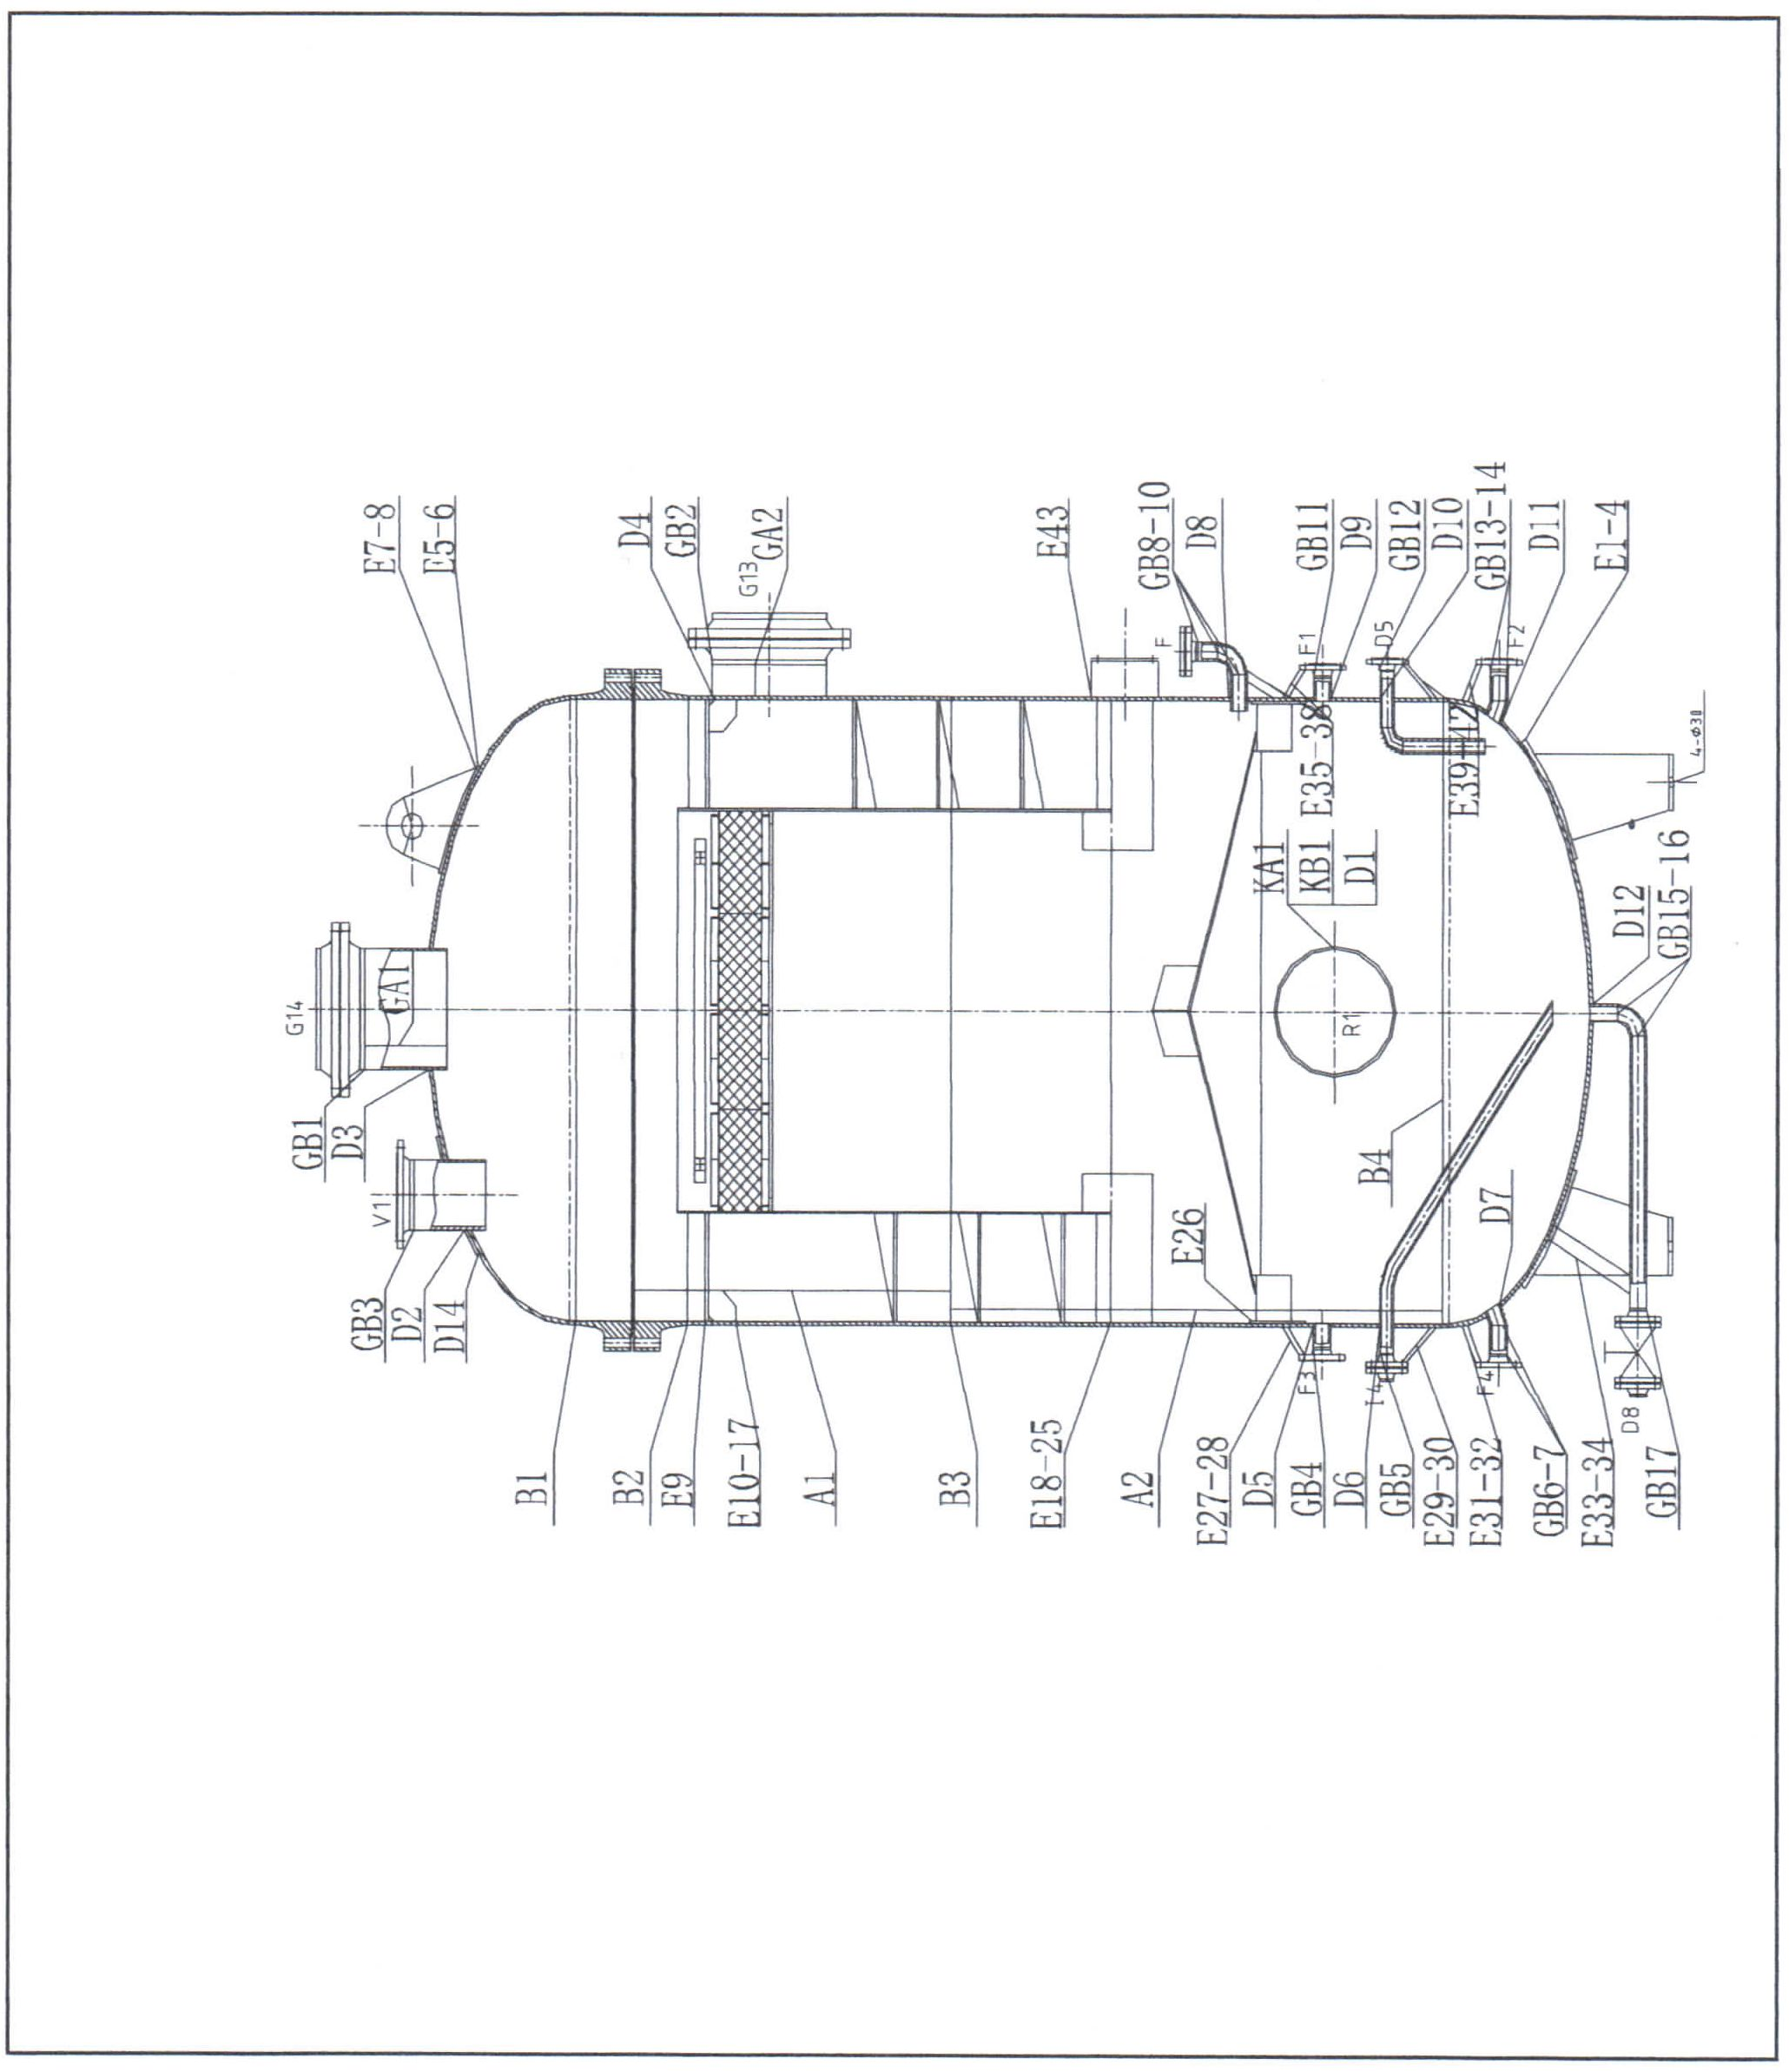 E7-8
E5-6
D4
GB2
G13
GA2
E43
GB8-10
D8
GB11
D9
GB12
D10
GB13-14
D11
E1-4
F
F1
D5
F2
E35-38
E39-42
4-Φ30
G14
GA1
KA1
KB1
D1
D12
GB15-16
R1
GB1
D3
V1
B4
D7
E26
GB3
D2
D14
F3
I4
F4
D8
B1
B2
E9
E10-17
A1
B3
E18-25
A2
E27-28
D5
GB4
D6
GB5
E29-30
E31-32
GB6-7
E33-34
GB17